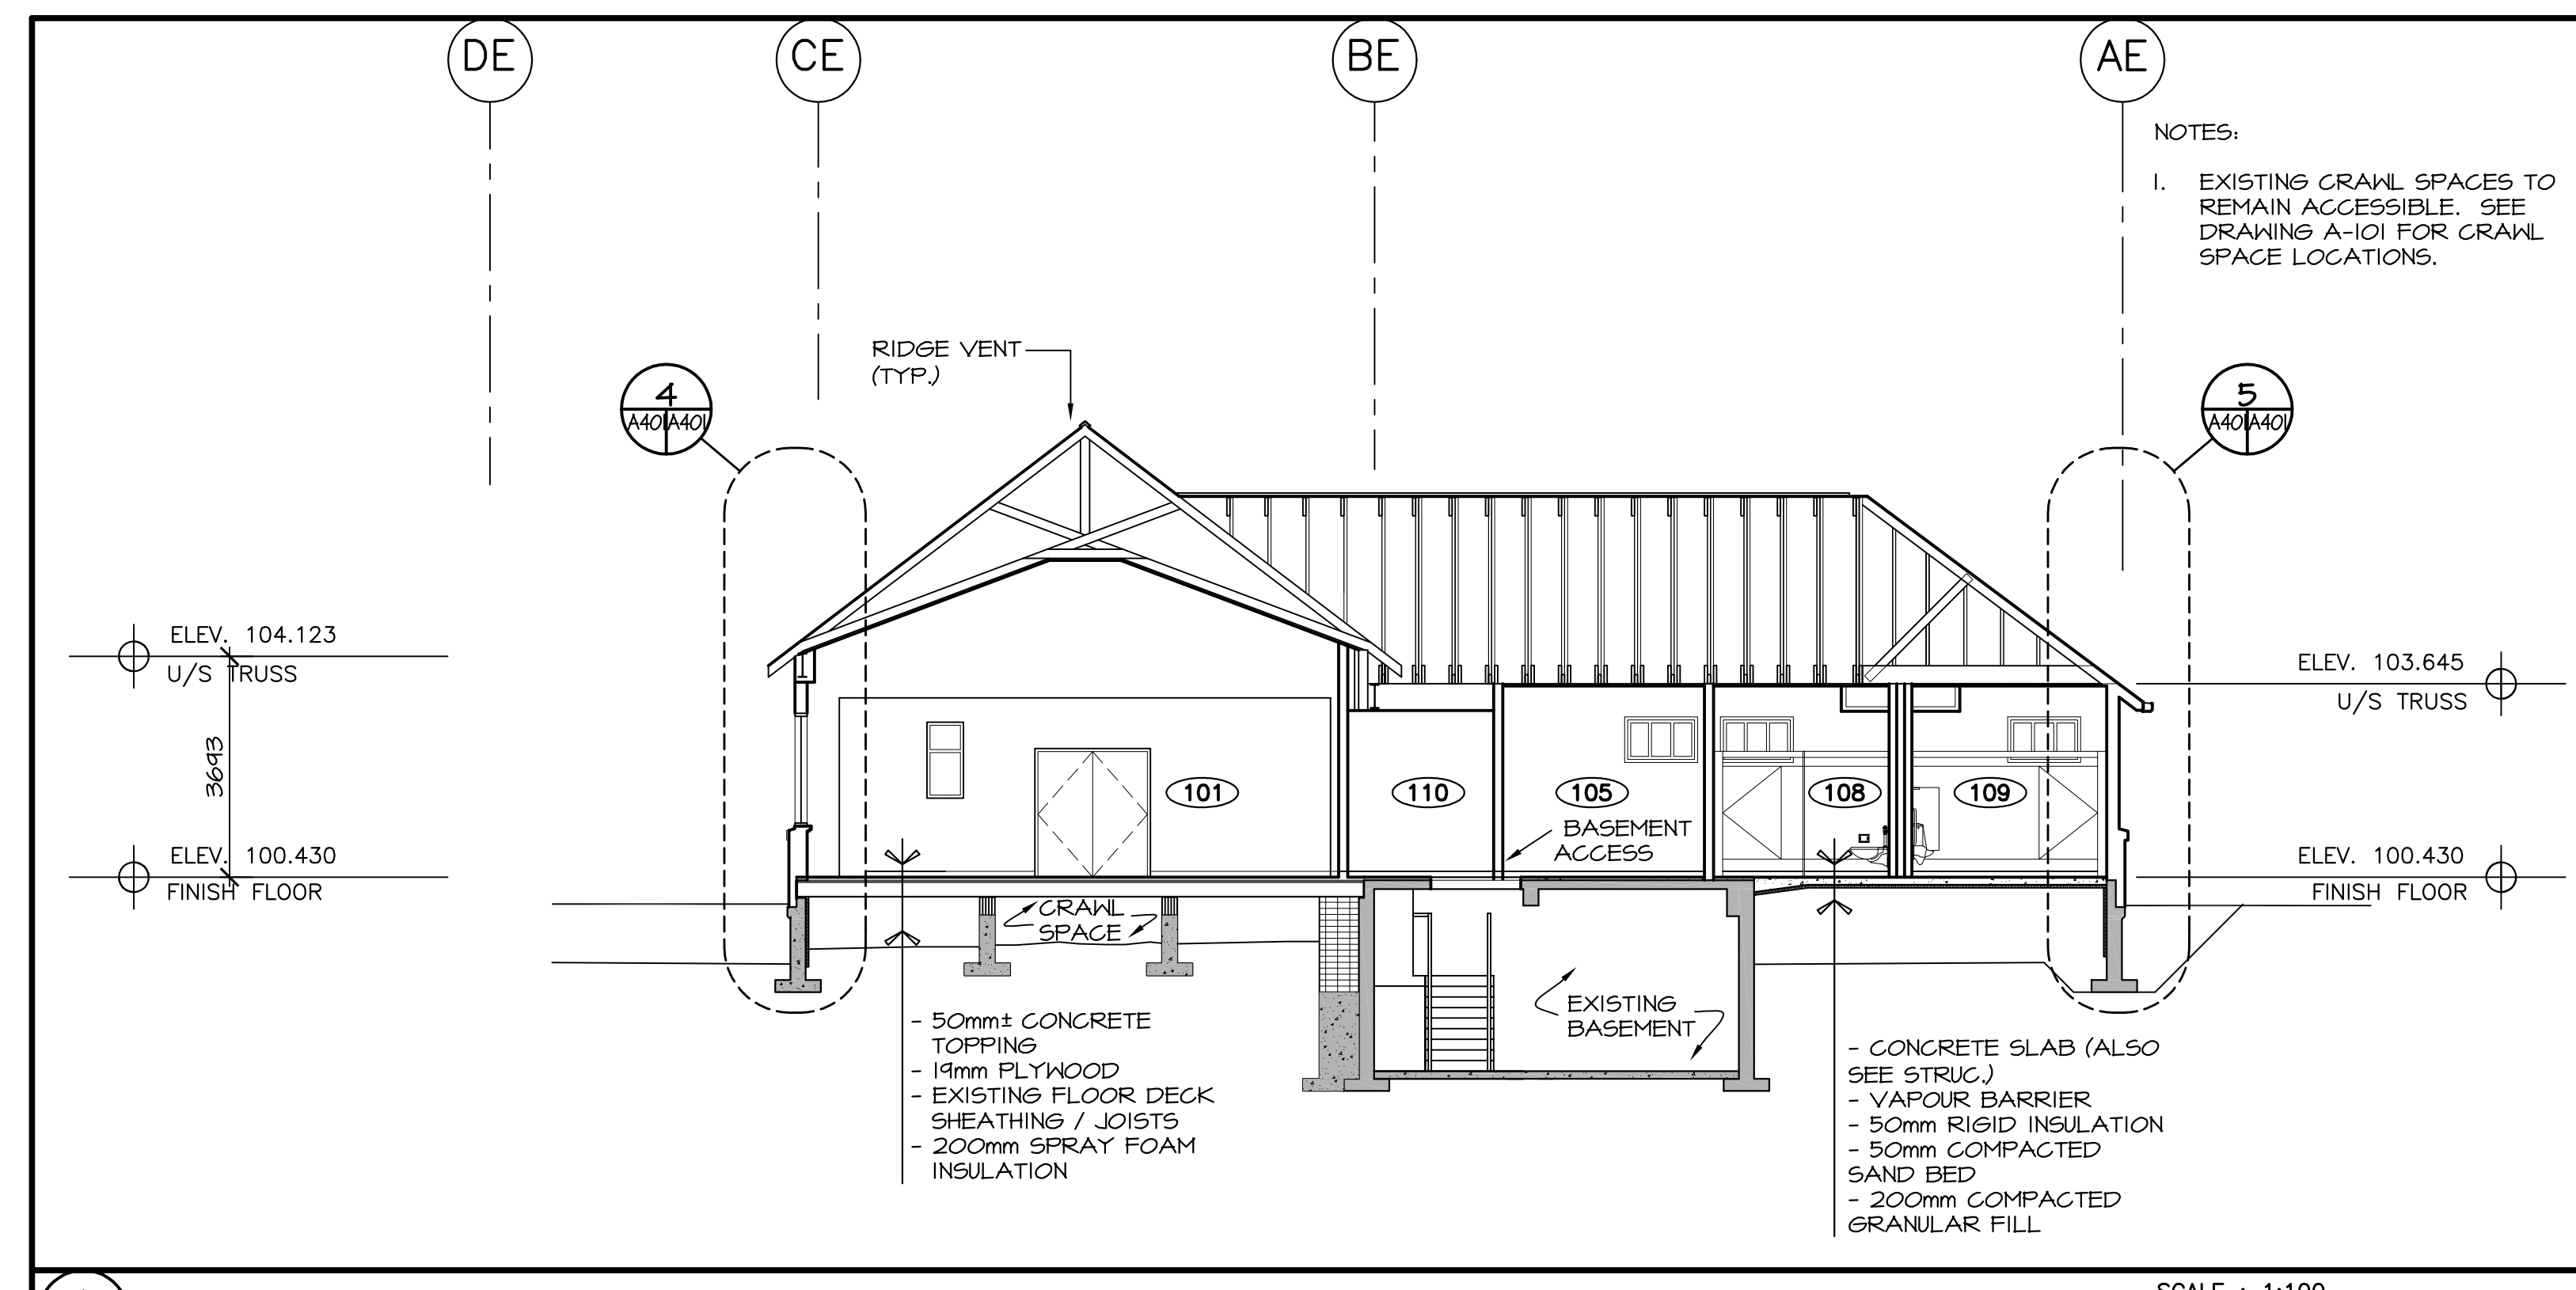 DE
CE
BE
AE
NOTES:
1. EXISTING CRAWL SPACES TO
REMAIN ACCESSIBLE. SEE
DRAWING A-101 FOR CRAWL
SPACE LOCATIONS.
RIDGE VENT
(TYP.)
4
A401 A401
5
A401 A401
ELEV. 104.123
U/S TRUSS
3693
ELEV. 100.430
FINISH FLOOR
ELEV. 103.645
U/S TRUSS
ELEV. 100.430
FINISH FLOOR
101
110
105
108
109
BASEMENT
ACCESS
CRAWL
SPACE
EXISTING
BASEMENT
- 50mm± CONCRETE
TOPPING
- 19mm PLYWOOD
- EXISTING FLOOR DECK
SHEATHING / JOISTS
- 200mm SPRAY FOAM
INSULATION
- CONCRETE SLAB (ALSO
SEE STRUC.)
- VAPOUR BARRIER
- 50mm RIGID INSULATION
- 50mm COMPACTED
SAND BED
- 200mm COMPACTED
GRANULAR FILL
SCALE : 1:100